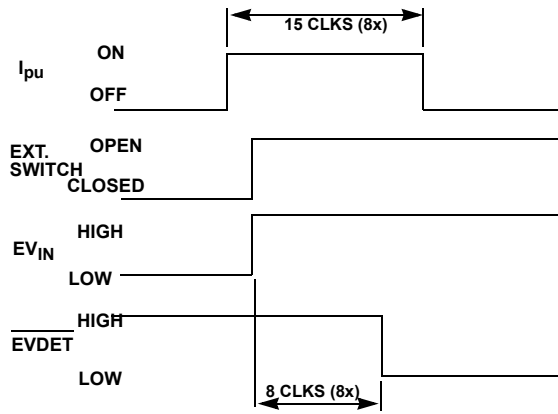 15 CLKS (8x)
Ipu
ON
OFF
EXT.
SWITCH
OPEN
CLOSED
EVIN
HIGH
LOW
EVDET
HIGH
LOW
8 CLKS (8x)